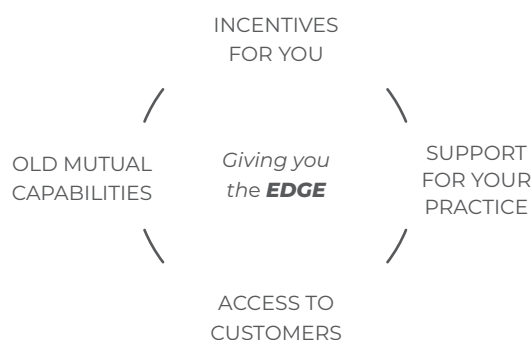 INCENTIVES
FOR YOU
OLD MUTUAL
CAPABILITIES
Giving you
the EDGE
SUPPORT
FOR YOUR
PRACTICE
ACCESS TO
CUSTOMERS